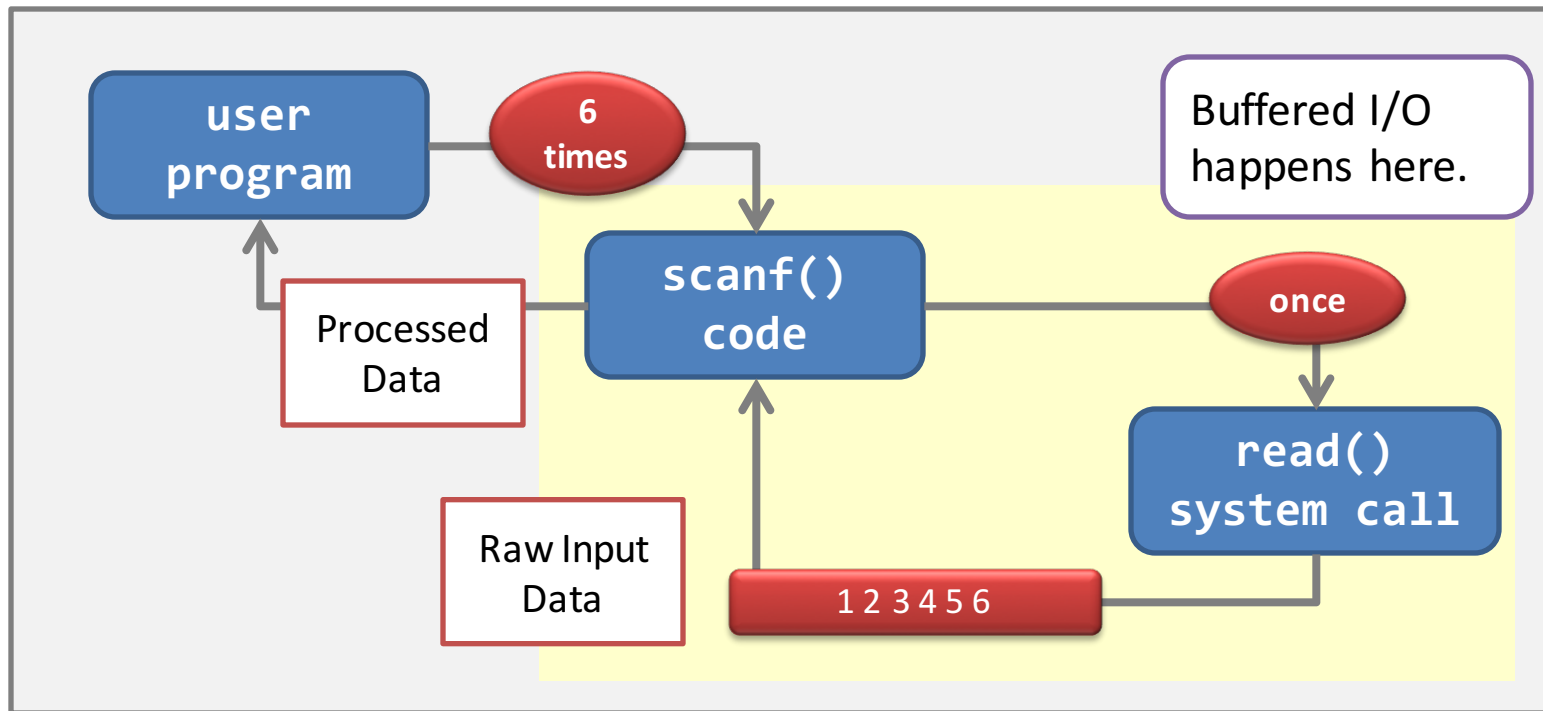 user
program
6
times
Buffered I/O
happens here.
scanf()
code
once
Processed
Data
read()
system call
Raw Input
Data
1 2 3 4 5 6